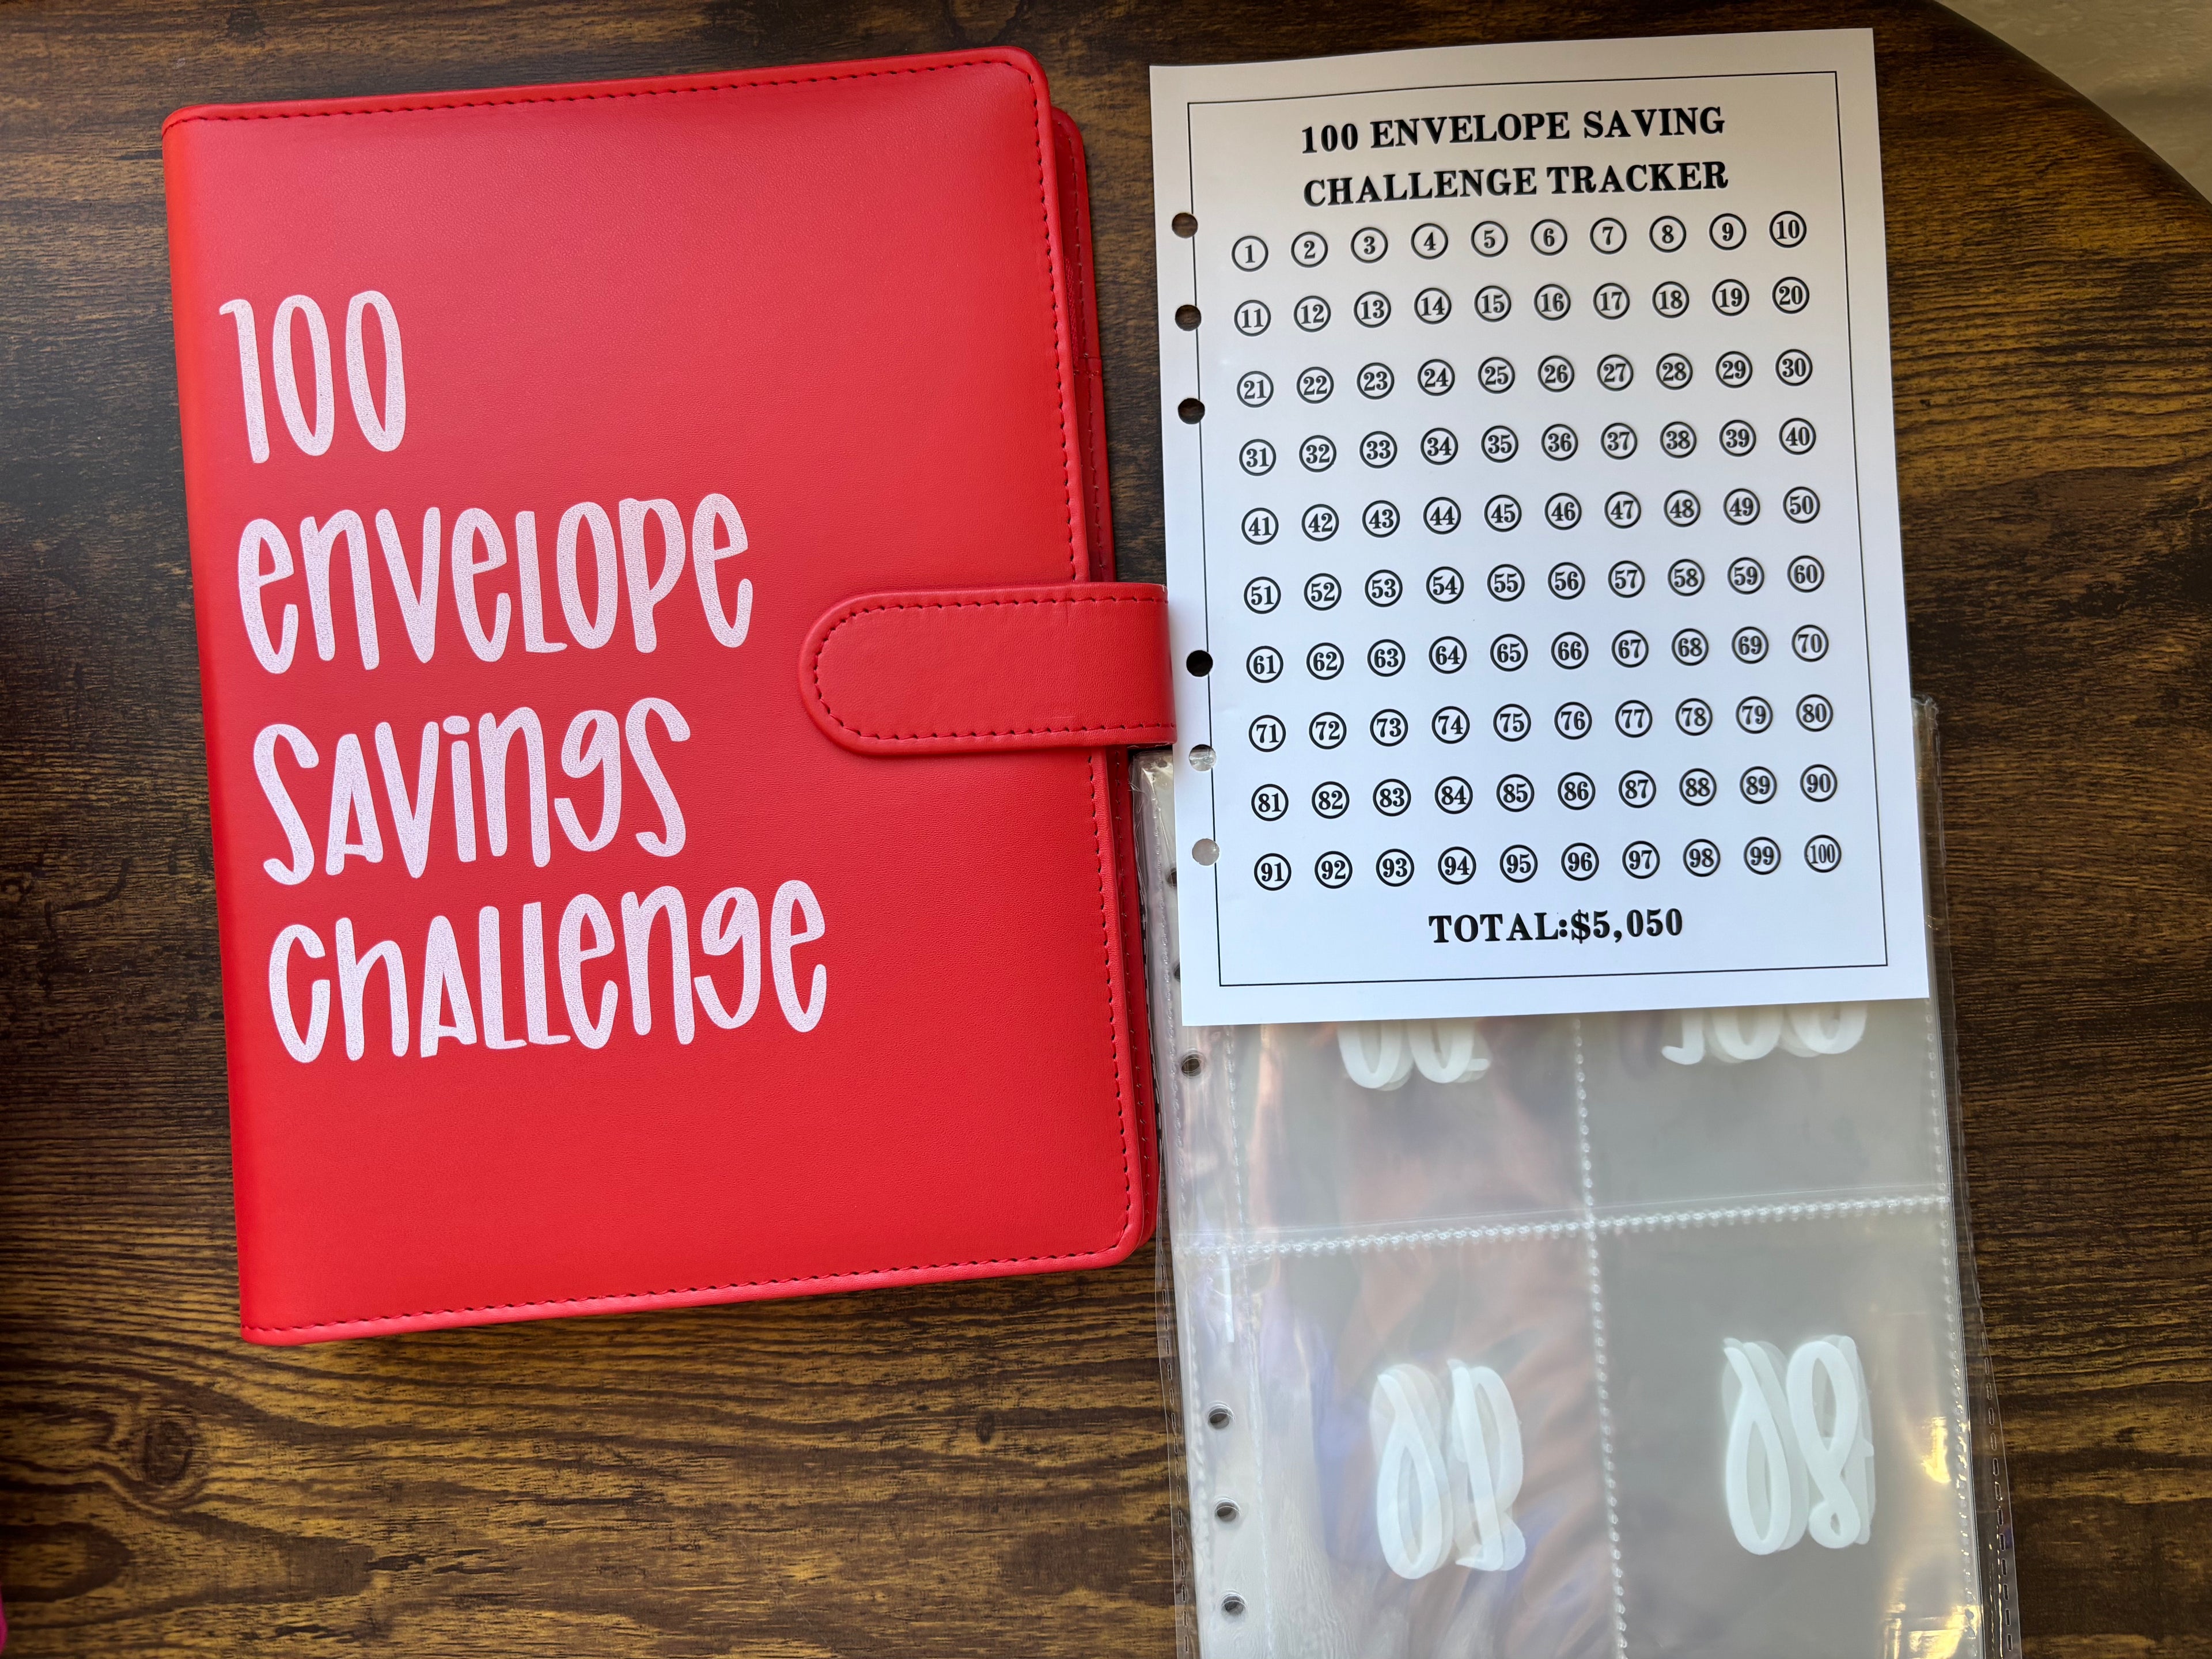 100
envelope
savings
challenge
100 ENVELOPE SAVING
CHALLENGE TRACKER
1 2 3 4 5 6 7 8 9 10
11 12 13 14 15 16 17 18 19 20
21 22 23 24 25 26 27 28 29 30
31 32 33 34 35 36 37 38 39 40
41 42 43 44 45 46 47 48 49 50
51 52 53 54 55 56 57 58 59 60
61 62 63 64 65 66 67 68 69 70
71 72 73 74 75 76 77 78 79 80
81 82 83 84 85 86 87 88 89 90
91 92 93 94 95 96 97 98 99 100
TOTAL:$5,050